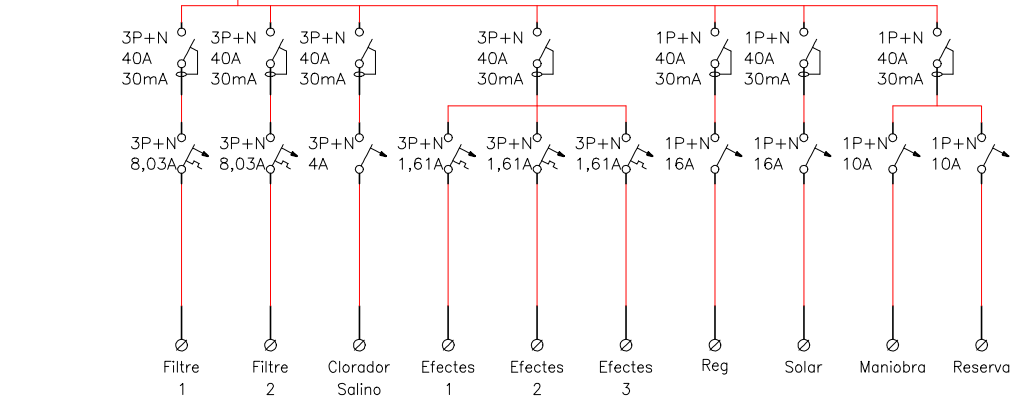 3P+N 3P+N 3P+N 3P+N 1P+N 1P+N 1P+N
40A 40A 40A 40A 40A 40A 40A
30mA 30mA 30mA 30mA 30mA 30mA 30mA
3P+N 3P+N 3P+N 3P+N 3P+N 3P+N 1P+N 1P+N 1P+N 1P+N
8,03A 8,03A 4A 1,61A 1,61A 1,61A 16A 16A 10A 10A
Filtre Filtre Clorador Efectes Efectes Efectes Reg Solar Maniobra Reserva
1 2 Salino 1 2 3